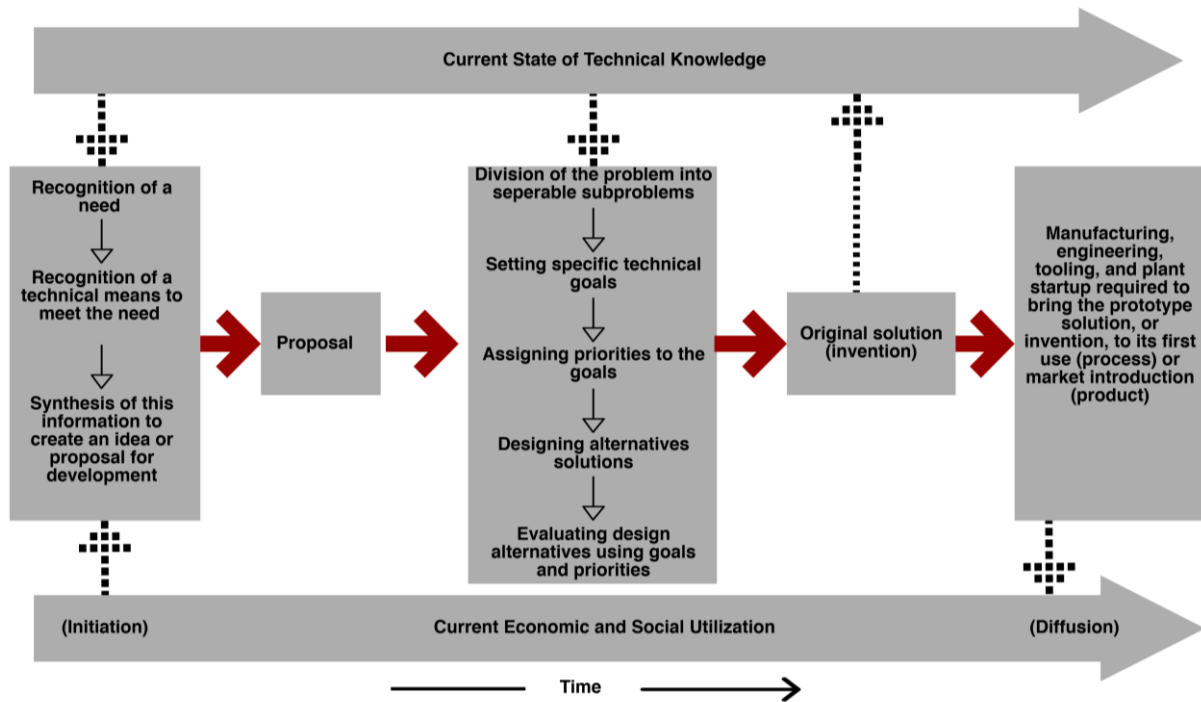 Current State of Technical Knowledge
Recognition of a
need
Recognition of a
technical means to
meet the need
Synthesis of this
information to
create an idea or
proposal for
development
Proposal
Division of the problem into
seperable subproblems
Setting specific technical
goals
Assigning priorities to the
goals
Designing alternatives
solutions
Evaluating design
alternatives using goals
and priorities
Original solution
(invention)
Manufacturing,
engineering,
tooling, and plant
startup required to
bring the prototype
solution, or
invention, to its first
use (process) or
market introduction
(product)
(Initiation)
Current Economic and Social Utilization
(Diffusion)
Time